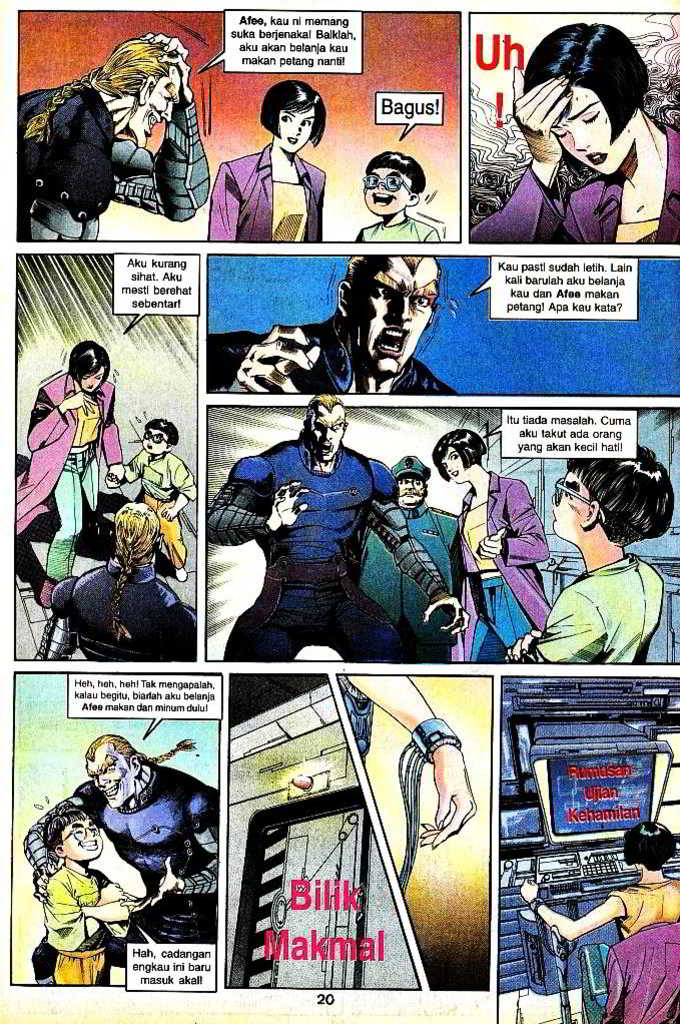 Afee, kau ni memang
suka berjenaka! Baiklah,
aku akan belanja kau
makan petang nanti!
Bagus!
Uh
!
Aku kurang
sihat. Aku
mesti berehat
sebentar!
Kau pasti sudah letih. Lain
kali barulah aku belanja
kau dan Afee makan
petang! Apa kau kata?
Itu tiada masalah. Cuma
aku takut ada orang
yang akan kecil hati!
Heh, heh, heh! Tak mengapalah,
kalau begitu, biarlah aku belanja
Afee makan dan minum dulu!
Hah, cadangan
engkau ini baru
masuk akal!
Bilik
Makmal
Rumusan
Ujian
Kehamilan
20